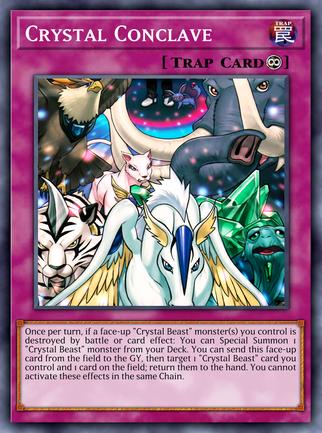 CRYSTAL CONCLAVE
TRAP
罠
[TRAP CARD]
Once per turn, if a face-up "Crystal Beast" monster(s) you control is
destroyed by battle or card effect: You can Special Summon 1
"Crystal Beast" monster from your Deck. You can send this face-up
card from the field to the GY, then target 1 "Crystal Beast" card you
control and 1 card on the field; return them to the hand. You cannot
activate these effects in the same Chain.